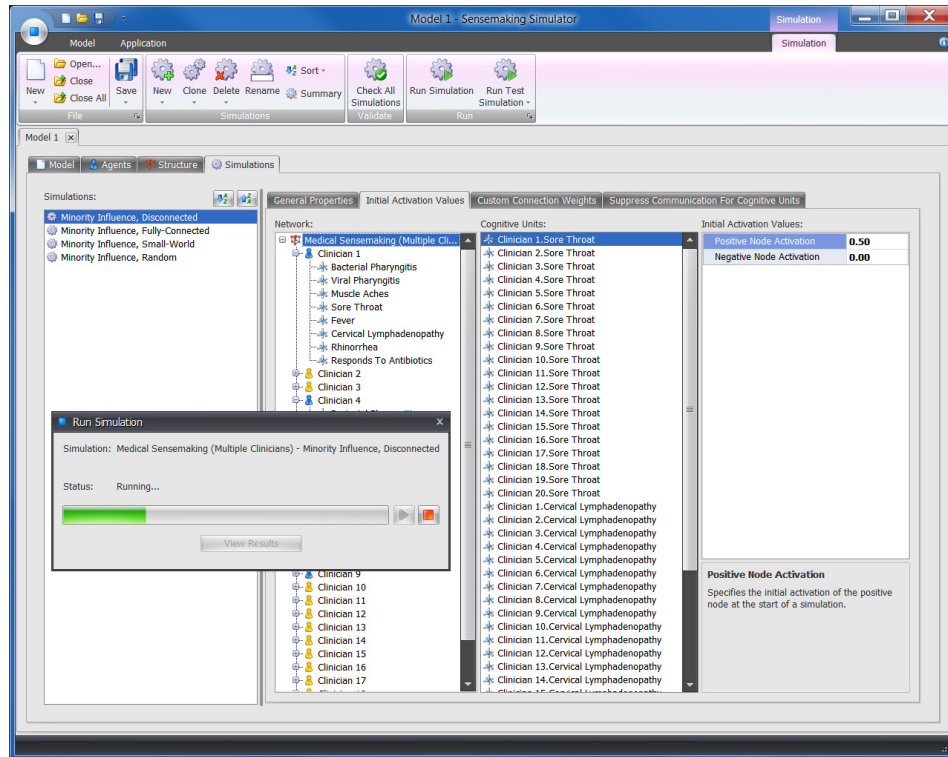 Model 1 - Sensemaking Simulator
Simulation
Model Application Simulation
New
Open...
Close
Close All
Save
File
New
Clone
Delete
Rename
Sort
Summary
Simulations
Check All
Simulations
Validate
Run Simulation
Run Test
Simulation
Run
Model 1 x
Model Agents Structure Simulations
Simulations:
Minority Influence, Disconnected
Minority Influence, Fully-Connected
Minority Influence, Small-World
Minority Influence, Random
General Properties Initial Activation Values Custom Connection Weights Suppress Communication For Cognitive Units
Network:
Medical Sensemaking (Multiple Cli...
Clinician 1
Bacterial Pharyngitis
Viral Pharyngitis
Muscle Aches
Sore Throat
Fever
Cervical Lymphadenopathy
Rhinorrhea
Responds To Antibiotics
Clinician 2
Clinician 3
Clinician 4
Clinician 9
Clinician 10
Clinician 11
Clinician 12
Clinician 13
Clinician 14
Clinician 15
Clinician 16
Clinician 17
Cognitive Units:
Clinician 1.Sore Throat
Clinician 2.Sore Throat
Clinician 3.Sore Throat
Clinician 4.Sore Throat
Clinician 5.Sore Throat
Clinician 6.Sore Throat
Clinician 7.Sore Throat
Clinician 8.Sore Throat
Clinician 9.Sore Throat
Clinician 10.Sore Throat
Clinician 11.Sore Throat
Clinician 12.Sore Throat
Clinician 13.Sore Throat
Clinician 14.Sore Throat
Clinician 15.Sore Throat
Clinician 16.Sore Throat
Clinician 17.Sore Throat
Clinician 18.Sore Throat
Clinician 19.Sore Throat
Clinician 20.Sore Throat
Clinician 1.Cervical Lymphadenopathy
Clinician 2.Cervical Lymphadenopathy
Clinician 3.Cervical Lymphadenopathy
Clinician 4.Cervical Lymphadenopathy
Clinician 5.Cervical Lymphadenopathy
Clinician 6.Cervical Lymphadenopathy
Clinician 7.Cervical Lymphadenopathy
Clinician 8.Cervical Lymphadenopathy
Clinician 9.Cervical Lymphadenopathy
Clinician 10.Cervical Lymphadenopathy
Clinician 11.Cervical Lymphadenopathy
Clinician 12.Cervical Lymphadenopathy
Clinician 13.Cervical Lymphadenopathy
Clinician 14.Cervical Lymphadenopathy
Initial Activation Values:
Positive Node Activation 0.50
Negative Node Activation 0.00
Positive Node Activation
Specifies the initial activation of the positive
node at the start of a simulation.
Run Simulation x
Simulation: Medical Sensemaking (Multiple Clinicians) - Minority Influence, Disconnected
Status: Running...
View Results